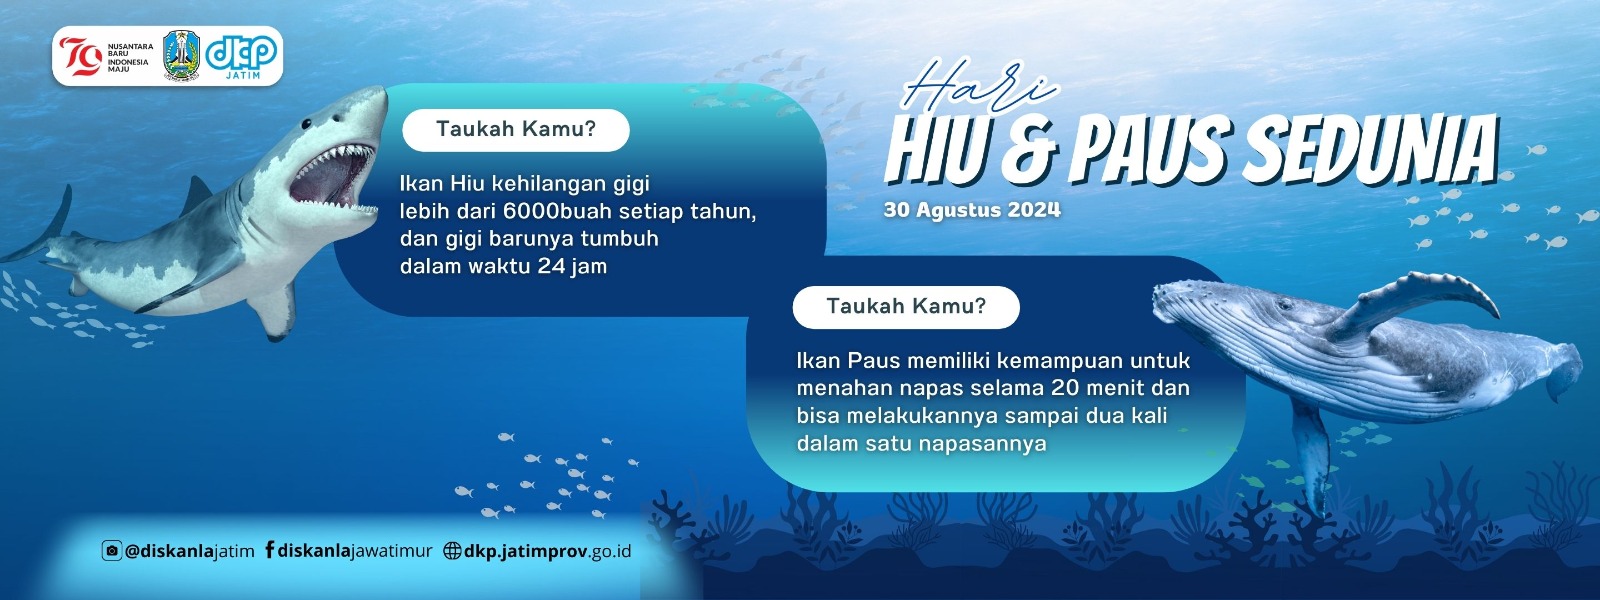 79
NUSANTARA
BARU
INDONESIA
MAJU
dkp
JATIM
Hari
HIU & PAUS SEDUNIA
30 Agustus 2024
Taukah Kamu?
Ikan Hiu kehilangan gigi
lebih dari 6000buah setiap tahun,
dan gigi barunya tumbuh
dalam waktu 24 jam
Taukah Kamu?
Ikan Paus memiliki kemampuan untuk
menahan napas selama 20 menit dan
bisa melakukannya sampai dua kali
dalam satu napasannya
@diskanlajatim fdiskanlajawatimur dkp.jatimprov.go.id